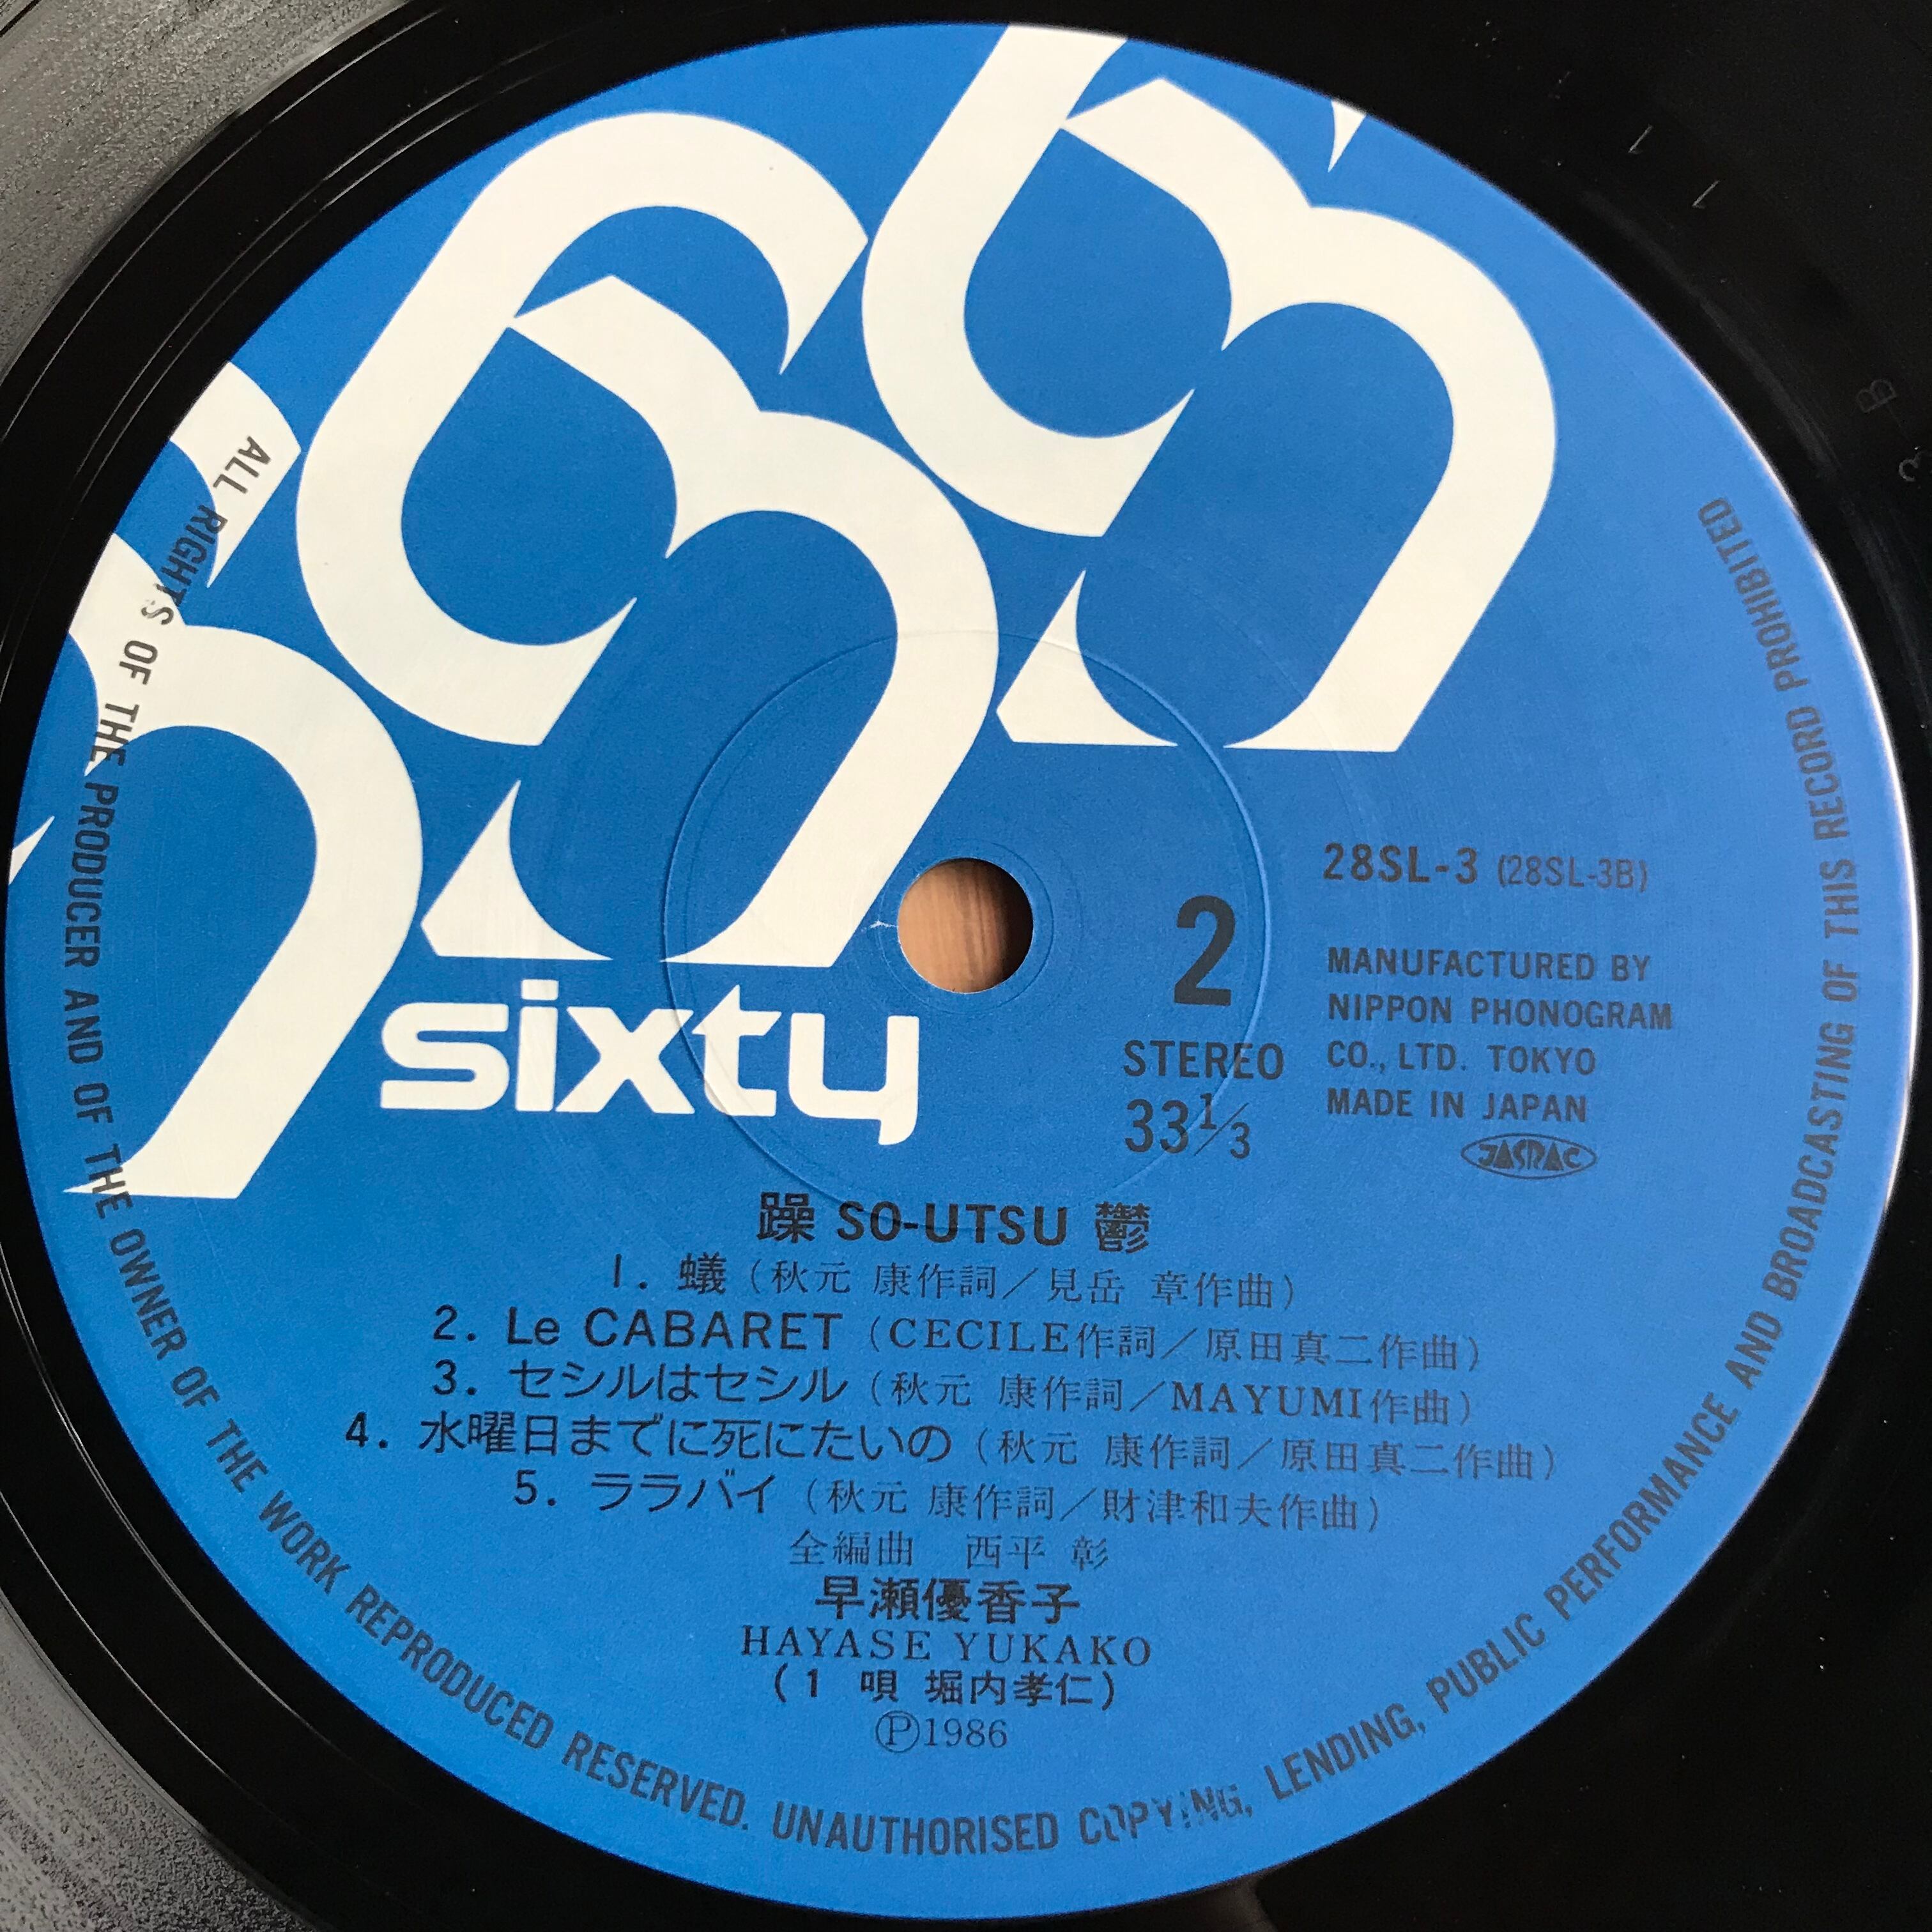 sixty
28SL-3 (28SL-3B)
2
STEREO
33 1/3
MANUFACTURED BY
NIPPON PHONOGRAM
CO., LTD. TOKYO
MADE IN JAPAN
JASRAC
躁 SO-UTSU 鬱
1. 蟻 (秋元 康作詞／見岳 章作曲)
2. Le CABARET (CECILE作詞／原田真二作曲)
3. セシルはセシル (秋元 康作詞／MAYUMI作曲)
4. 水曜日までに死にたいの (秋元 康作詞／原田真二作曲)
5. ララバイ (秋元 康作詞／財津和夫作曲)
全編曲 西平 彰
早瀬優香子
HAYASE YUKAKO
(1 唄 堀内孝仁)
Ⓟ1986
ALL RIGHTS OF THE PRODUCER AND OF THE OWNER OF THE WORK REPRODUCED RESERVED. UNAUTHORISED COPYING, LENDING, PUBLIC PERFORMANCE AND BROADCASTING OF THIS RECORD PROHIBITED